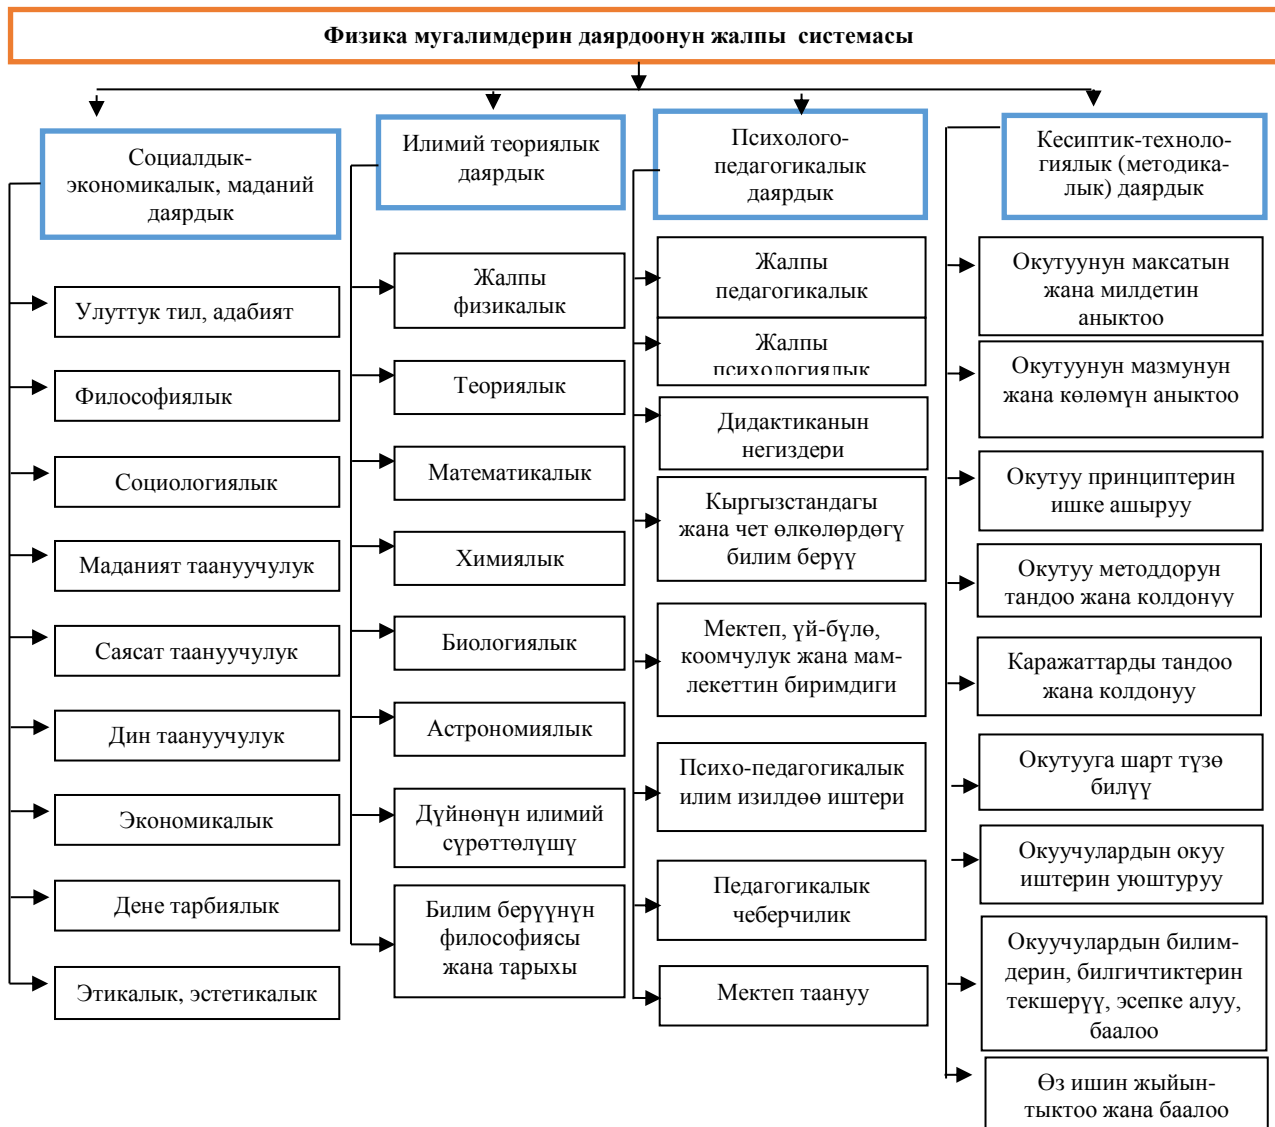 Физика мугалимдерин даярдоонун жалпы системасы
Социалдык-
экономикалык, маданий
даярдык
Улуттук тил, адабият
Философиялык
Социологиялык
Маданият таануучулук
Саясат таануучулук
Дин таануучулук
Экономикалык
Дене тарбиялык
Этикалык, эстетикалык
Илимий теориялык
даярдык
Жалпы
физикалык
Теориялык
Математикалык
Химиялык
Биологиялык
Астрономиялык
Дүйнөнүн илимий
сүрөттөлүшү
Билим берүүнүн
философиясы
жана тарыхы
Психолого-
педагогикалык
даярдык
Жалпы
педагогикалык
Жалпы
психологиялык
Дидактиканын
негиздери
Кыргызстандагы
жана чет өлкөлөрдөгү
билим берүү
Мектеп, үй-бүлө,
коомчулук жана мам-
лекеттин биримдиги
Психо-педагогикалык
илим изилдөө иштери
Педагогикалык
чеберчилик
Мектеп таануу
Кесиптик-техноло-
гиялык (методика-
лык) даярдык
Окутуунун максатын
жана милдетин
аныктоо
Окутуунун мазмунун
жана көлөмүн аныктоо
Окутуу принциптерин
ишке ашыруу
Окутуу методдорун
тандоо жана колдонуу
Каражаттарды тандоо
жана колдонуу
Окутууга шарт түзө
билүү
Окуучулардын окуу
иштерин уюштуруу
Окуучулардын билим-
дерин, билгичтиктерин
текшерүү, эсепке алуу,
баалоо
Өз ишин жыйын-
тыктоо жана баалоо